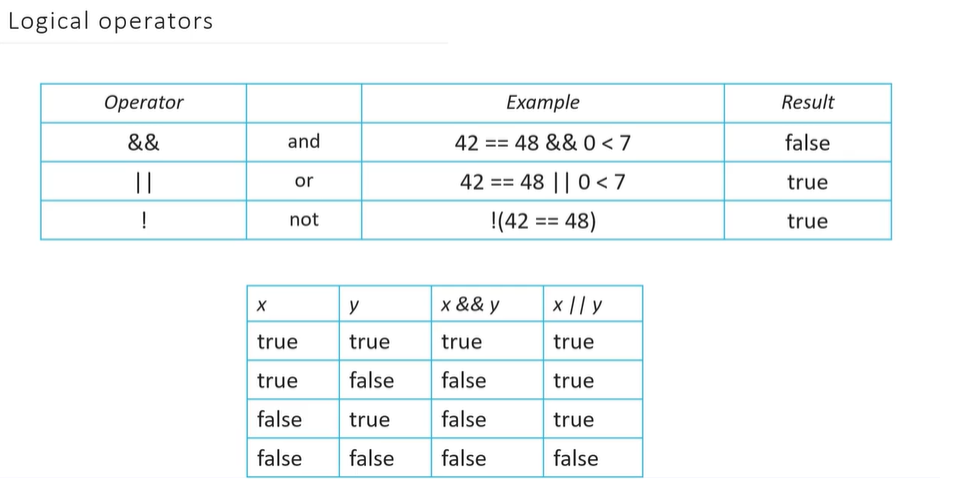 Logical operators
Operator Example Result
&& and 42 == 48 && 0 < 7 false
|| or 42 == 48 || 0 < 7 true
! not !(42 == 48) true
x y x && y x || y
true true true true
true false false true
false true false true
false false false false